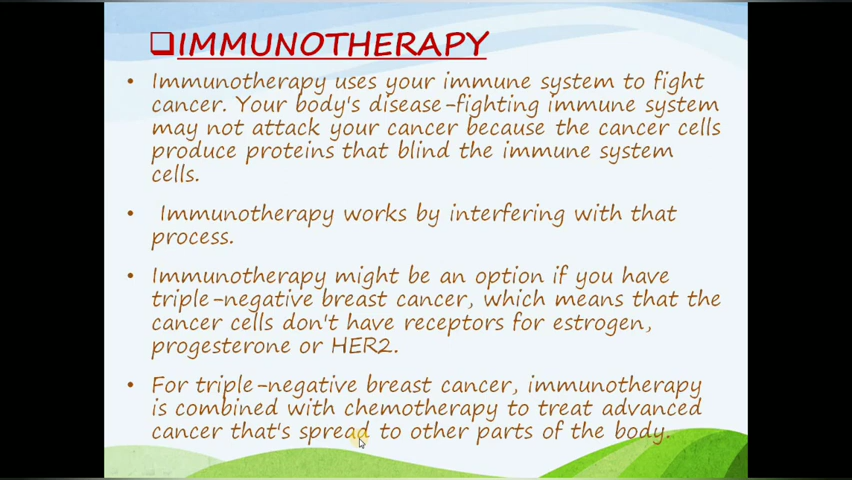 ❑IMMUNOTHERAPY
• Immunotherapy uses your immune system to fight
cancer. Your body's disease-fighting immune system
may not attack your cancer because the cancer cells
produce proteins that blind the immune system
cells.
• Immunotherapy works by interfering with that
process.
• Immunotherapy might be an option if you have
triple-negative breast cancer, which means that the
cancer cells don't have receptors for estrogen,
progesterone or HER2.
• For triple-negative breast cancer, immunotherapy
is combined with chemotherapy to treat advanced
cancer that's spread to other parts of the body.